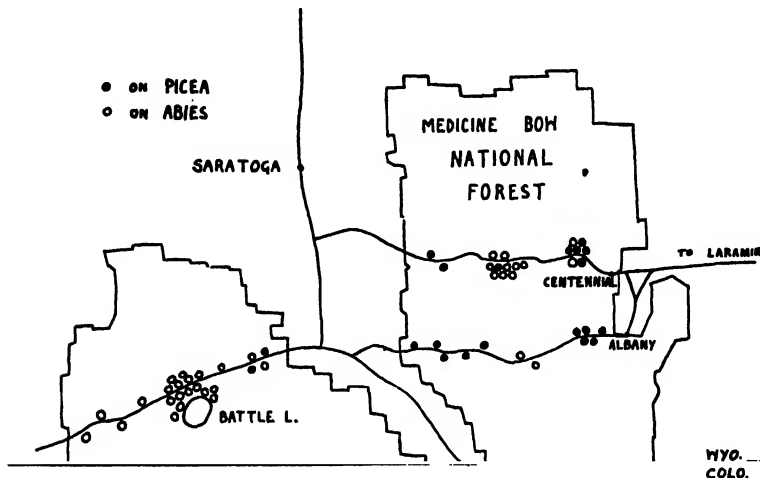 ● ON PICEA
○ ON ABIES
MEDICINE BOW
NATIONAL
FOREST
SARATOGA
TO LARAMIE
CENTENNIAL
ALBANY
BATTLE L.
WYO.
COLO.